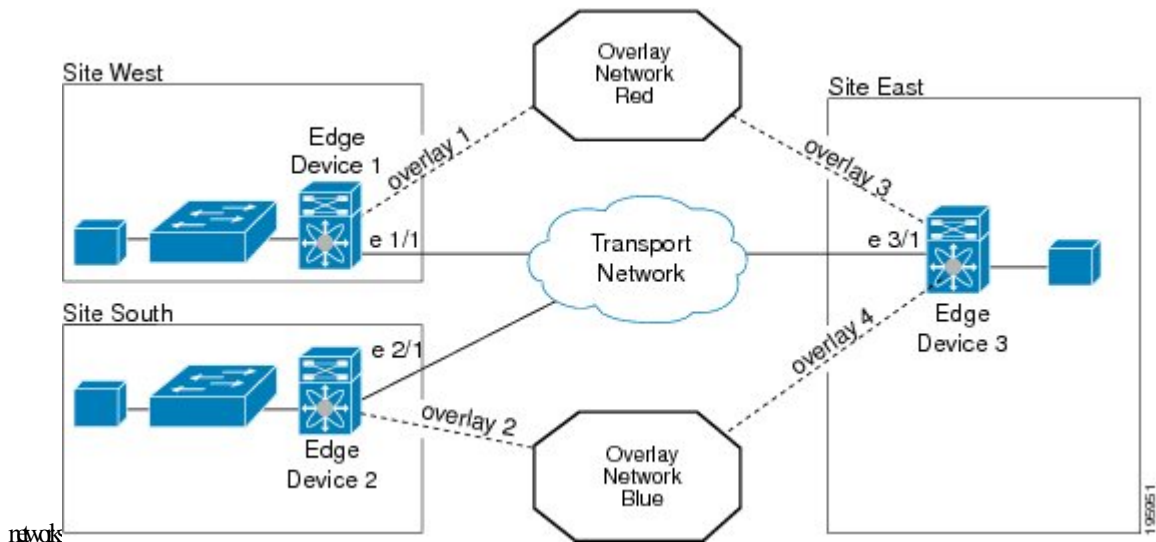 Site West
Edge
Device 1
overlay 1
e 1/1
Overlay
Network
Red
Site East
overlay 3
e 3/1
Edge
Device 3
Transport
Network
Site South
e 2/1
Edge
Device 2
overlay 2
overlay 4
Overlay
Network
Blue
195951
networks